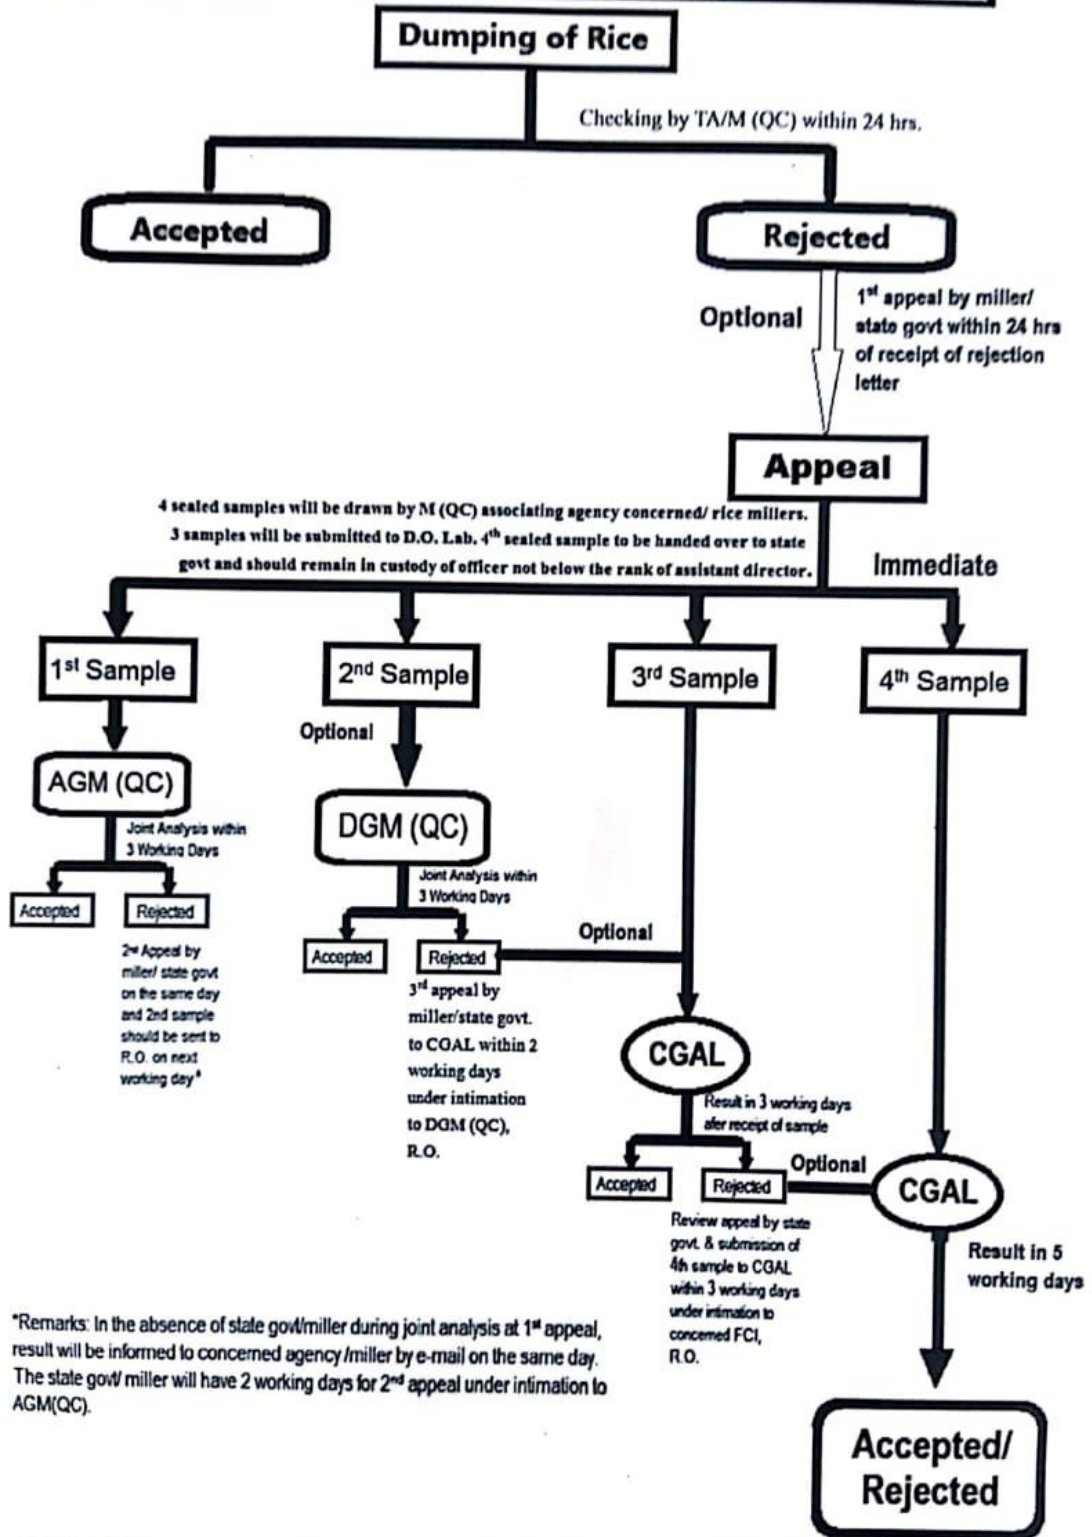 Dumping of Rice
Checking by TA/M (QC) within 24 hrs.
Accepted
Rejected
Optional
1st appeal by miller/
state govt within 24 hrs
of receipt of rejection
letter
Appeal
4 sealed samples will be drawn by M (QC) associating agency concerned/ rice millers.
3 samples will be submitted to D.O. Lab. 4th sealed sample to be handed over to state
govt and should remain in custody of officer not below the rank of assistant director.
Immediate
1st Sample
2nd Sample
3rd Sample
4th Sample
Optional
AGM (QC)
DGM (QC)
Joint Analysis within
3 Working Days
Accepted
Rejected
2nd Appeal by
miller/ state govt
on the same day
and 2nd sample
should be sent to
R.O. on next
working day*
Joint Analysis within
3 Working Days
Accepted
Rejected
Optional
3rd appeal by
miller/state govt.
to CGAL within 2
working days
under intimation
to DGM (QC),
R.O.
CGAL
Result in 3 working days
afer receipt of sample
Accepted
Rejected
Optional
CGAL
Review appeal by state
govt. & submission of
4th sample to CGAL
within 3 working days
under intimation to
concerned FCI,
R.O.
Result in 5
working days
*Remarks: In the absence of state govt/miller during joint analysis at 1st appeal,
result will be informed to concerned agency /miller by e-mail on the same day.
The state govt/ miller will have 2 working days for 2nd appeal under intimation to
AGM(QC).
Accepted/
Rejected